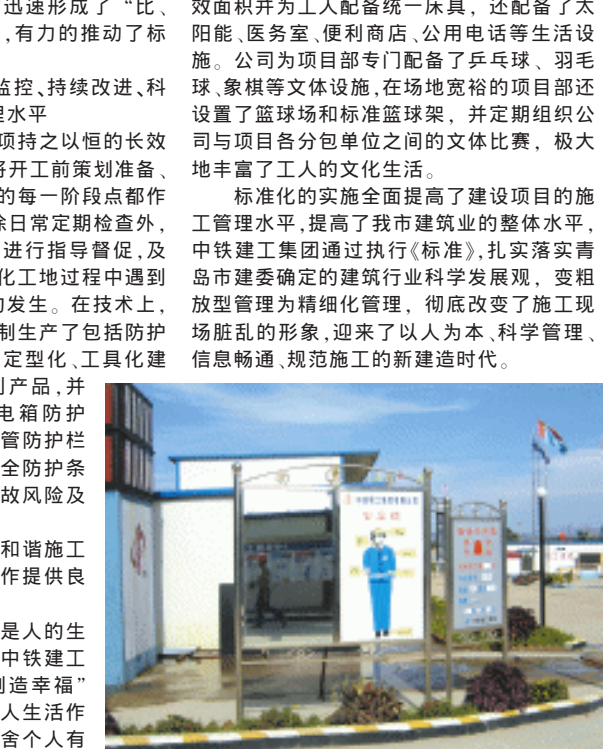 迅速形成了“比、
,有力的推动了标
监控、持续改进、科
理水平
项持之以恒的长效
将开工前策划准备、
的每一阶段点都作
除日常定期检查外,
进行指导督促,及
化工地过程中遇到
的发生。在技术上,
制生产了包括防护
定型化、工具化建
列产品,并
电箱防护
管防护栏
全防护条
故风险及
和谐施工
作提供良
是人的生
中铁建工
创造幸福”
人生活作
舍个人有
效面积并为工人配备统一床具，还配备了太
阳能、医务室、便利商店、公用电话等生活设
施。公司为项目部专门配备了乒乓球、羽毛
球、象棋等文体设施,在场地宽裕的项目部还
设置了篮球场和标准篮球架，并定期组织公
司与项目各分包单位之间的文体比赛，极大
地丰富了工人的文化生活。
标准化的实施全面提高了建设项目的施
工管理水平,提高了我市建筑业的整体水平,
中铁建工集团通过执行《标准》,扎实落实青
岛市建委确定的建筑行业科学发展观，变粗
放型管理为精细化管理，彻底改变了施工现
场脏乱的形象,迎来了以人为本、科学管理、
信息畅通、规范施工的新建造时代。